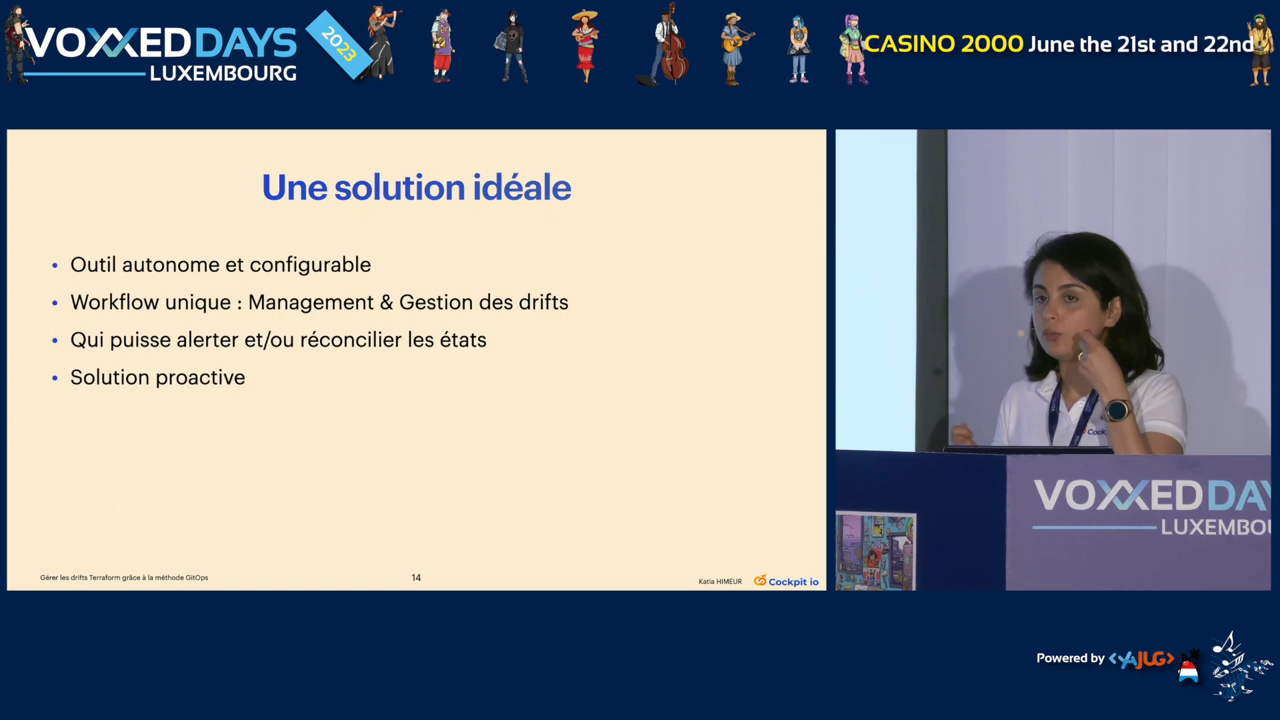 VOXXEDDAYS
LUXEMBOURG
2023
CASINO 2000 June the 21st and 22nd
Une solution idéale
• Outil autonome et configurable
• Workflow unique : Management & Gestion des drifts
• Qui puisse alerter et/ou réconcilier les états
• Solution proactive
Gérer les drifts Terraform grâce à la méthode GitOps
14
Katia HIMEUR
Cockpit io
Cockp
VOXXEDDAY
LUXEMBOU
Powered by <YAJUG>